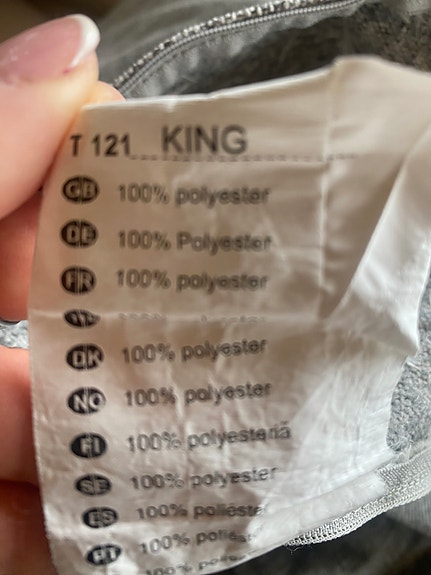 T 121 KING
GB 100% polyester
DE 100% Polyester
FR 100% polyester
DK 100% polyester
NO 100% polyester
FI 100% polyesteriä
SE 100% polyester
ES 100% poliéster
100%